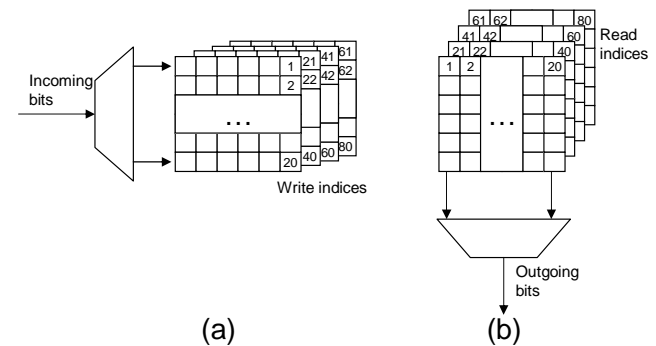 Incoming
bits
1 21 41 61
2 22 42 62
. . .
20 40 60 80
Write indices
(a)
61 62 80
41 42 60
21 22 40
1 2 20
Read
indices
. . .
Outgoing
bits
(b)